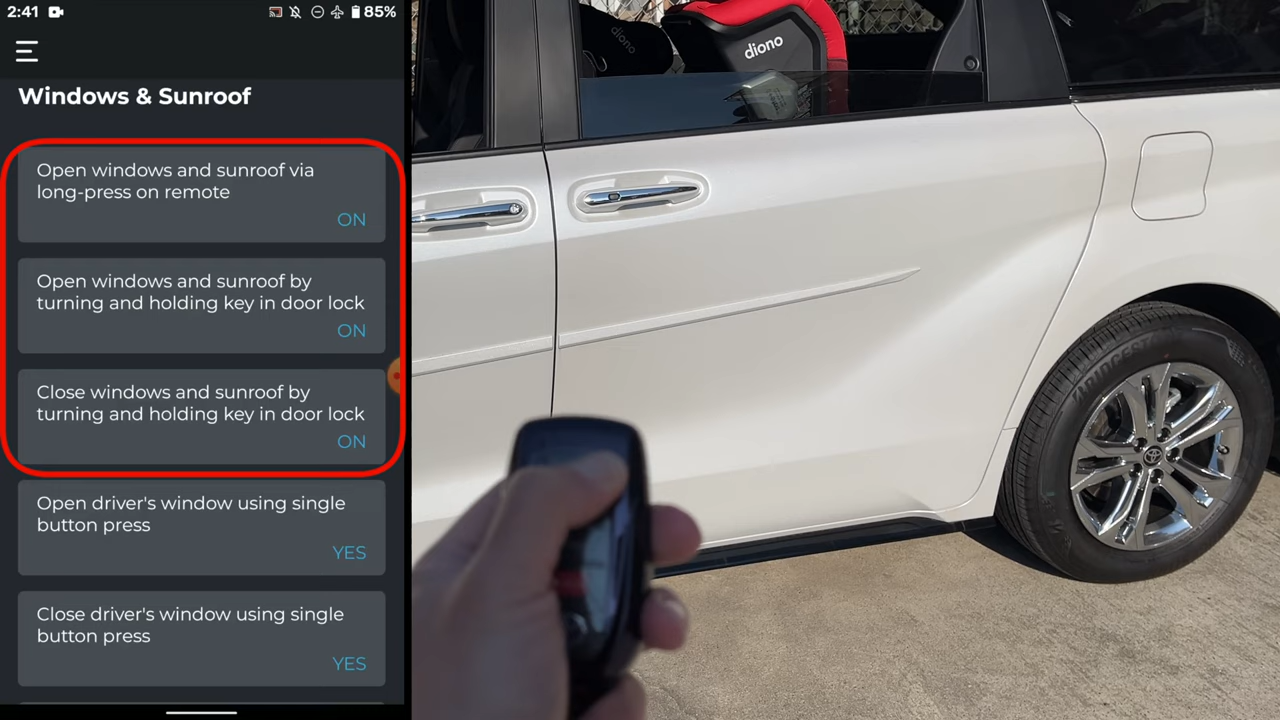 2:41
85%
Windows & Sunroof
Open windows and sunroof via
long-press on remote
ON
Open windows and sunroof by
turning and holding key in door lock
ON
Close windows and sunroof by
turning and holding key in door lock
ON
Open driver's window using single
button press
YES
Close driver's window using single
button press
YES
diono
diono
BRIDGESTONE